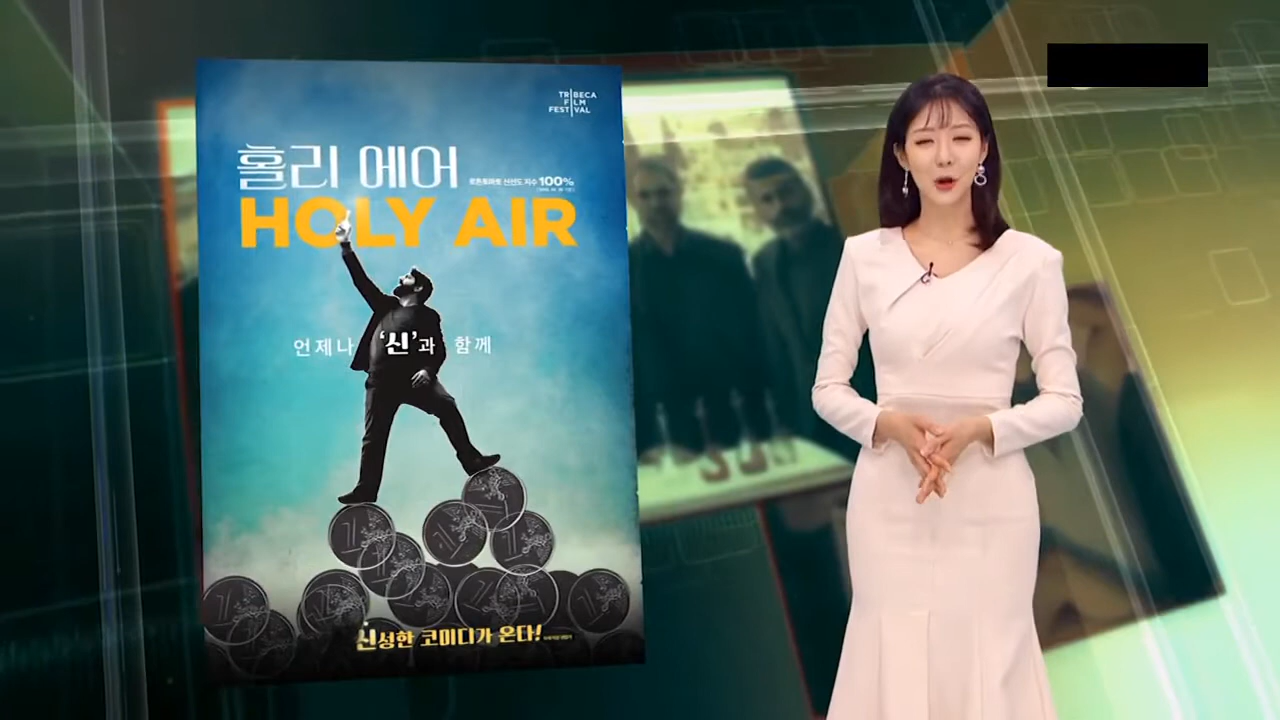 TRIBECA
FILM
FESTIVAL
홀리 에어
로튼토마토 신선도 지수 100%
HOLY AIR
언제나 '신'과 함께
신성한 코미디가 온다!